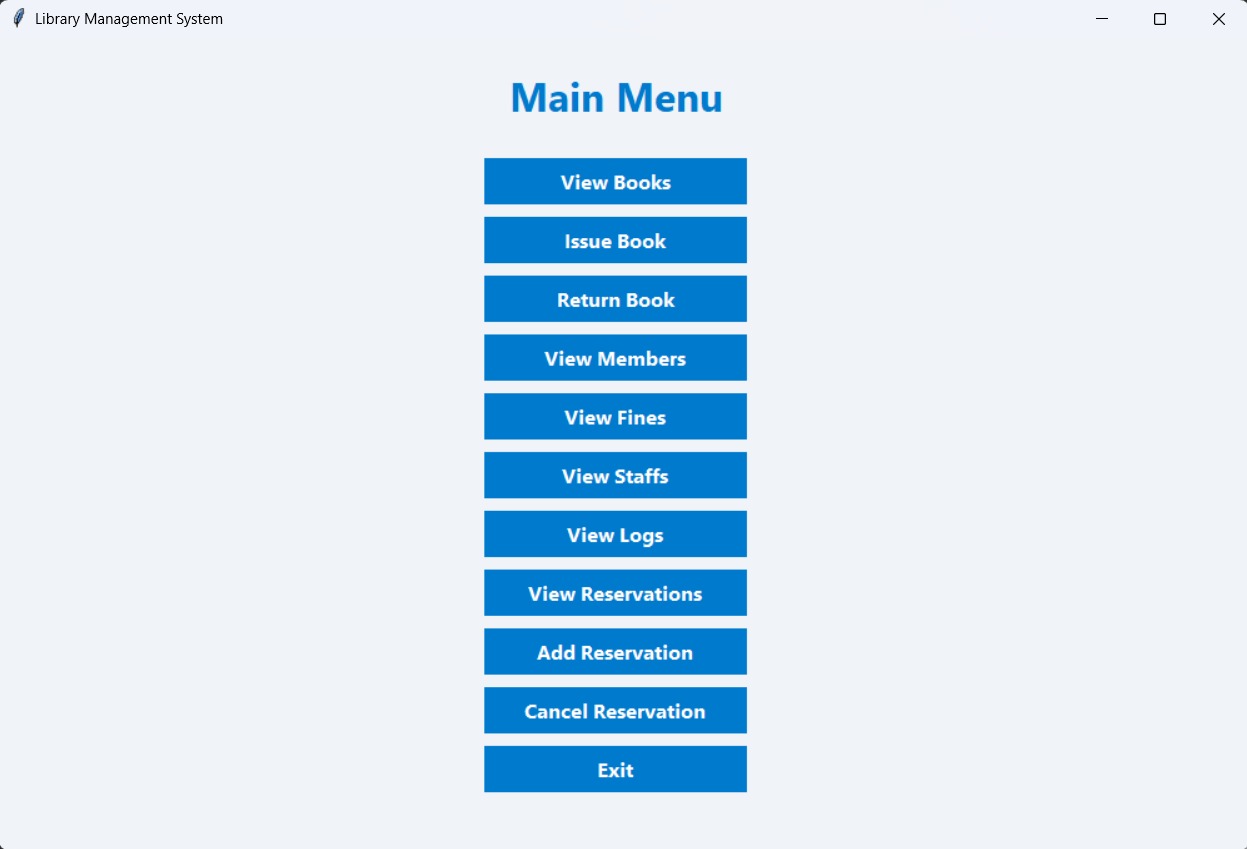 Library Management System
Main Menu
View Books
Issue Book
Return Book
View Members
View Fines
View Staffs
View Logs
View Reservations
Add Reservation
Cancel Reservation
Exit